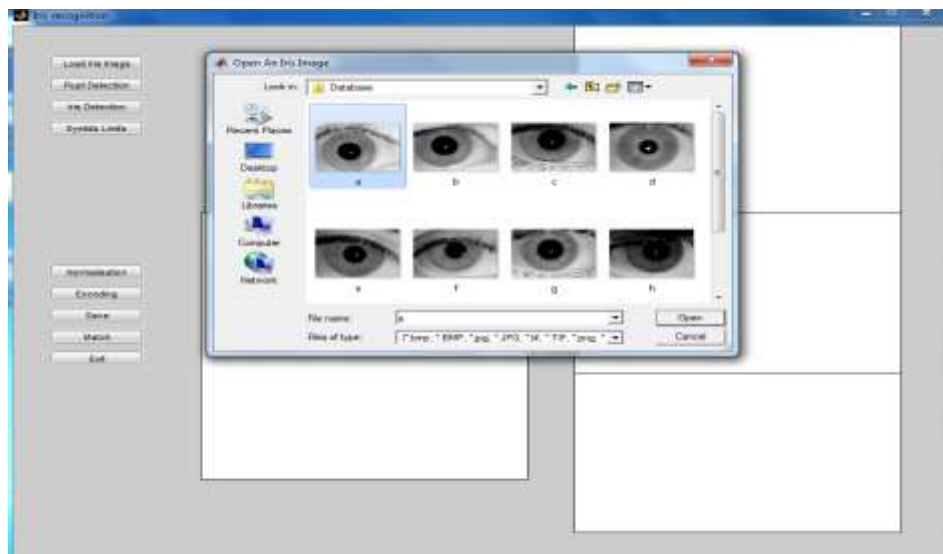 Iris recognition
Load Iris Image
Pupil Detection
Iris Detection
Eyelids Limits
Normalisation
Encoding
Save
Match
Exit
Open An Iris Image
Look in:
Database
Recent Places
Desktop
Libraries
Computer
Network
a
b
c
d
e
f
g
h
File name:
a
Open
Files of type:
Cancel